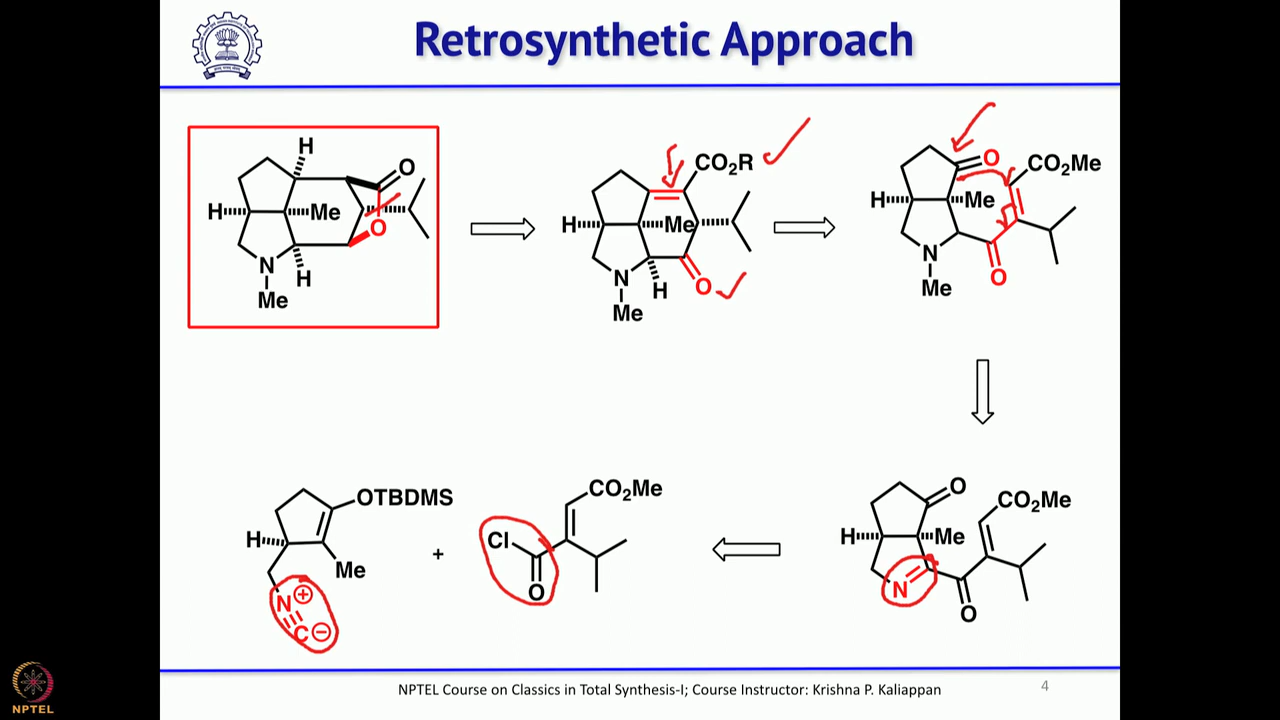 Retrosynthetic Approach
H
O
H
Me
O
N
H
Me
CO₂R
H
Me
N
H
O
Me
O
CO₂Me
H
Me
N
O
Me
OTBDMS
H
Me
N⊕
C⊖
+
CO₂Me
Cl
O
O
CO₂Me
H
Me
N
O
NPTEL
NPTEL Course on Classics in Total Synthesis-I; Course Instructor: Krishna P. Kaliappan
4